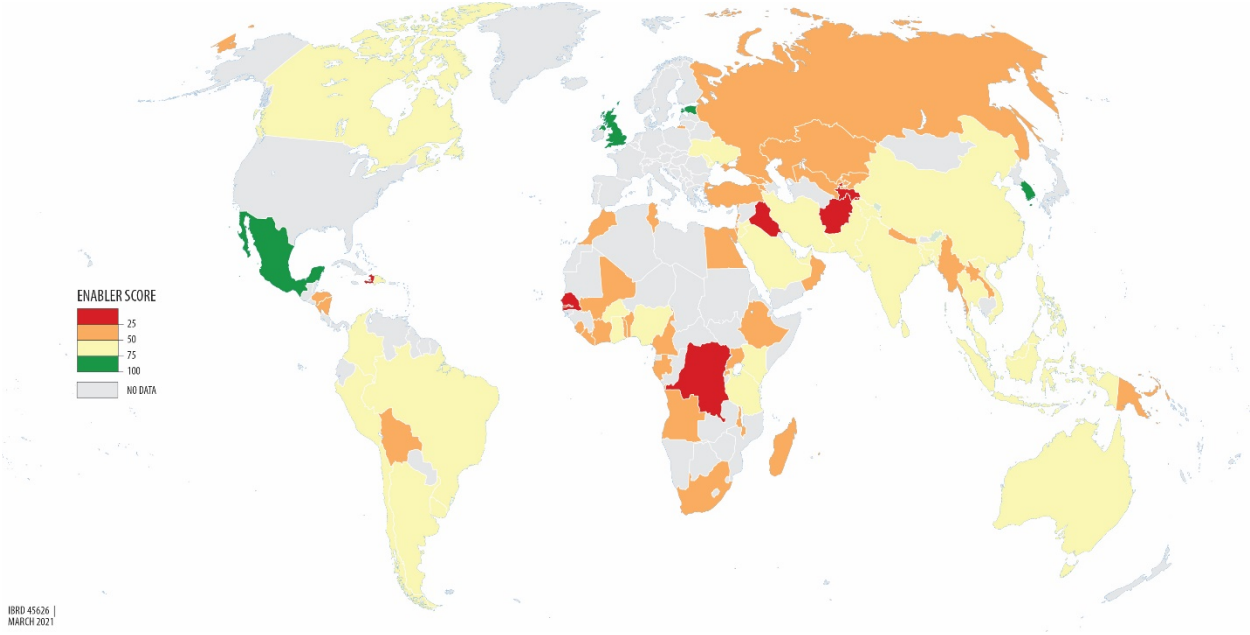 ENABLER SCORE
25
50
75
100
NO DATA
IBRD 45626 |
MARCH 2021